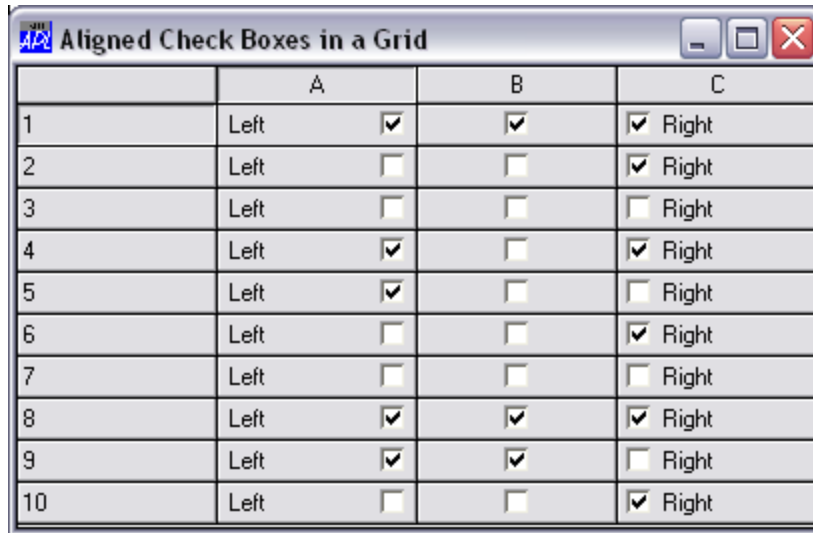 APL Aligned Check Boxes in a Grid
A B C
1 Left Right
2 Left Right
3 Left Right
4 Left Right
5 Left Right
6 Left Right
7 Left Right
8 Left Right
9 Left Right
10 Left Right